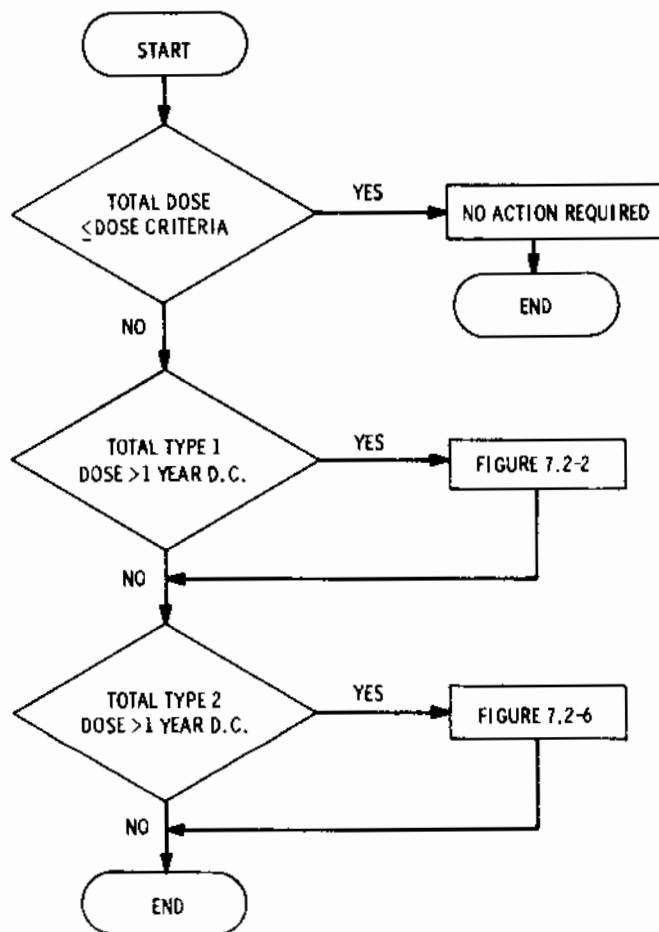 START
TOTAL DOSE
≤DOSE CRITERIA
YES
NO ACTION REQUIRED
END
NO
TOTAL TYPE 1
DOSE >1 YEAR D.C.
YES
FIGURE 7.2-2
NO
TOTAL TYPE 2
DOSE >1 YEAR D.C.
YES
FIGURE 7.2-6
NO
END